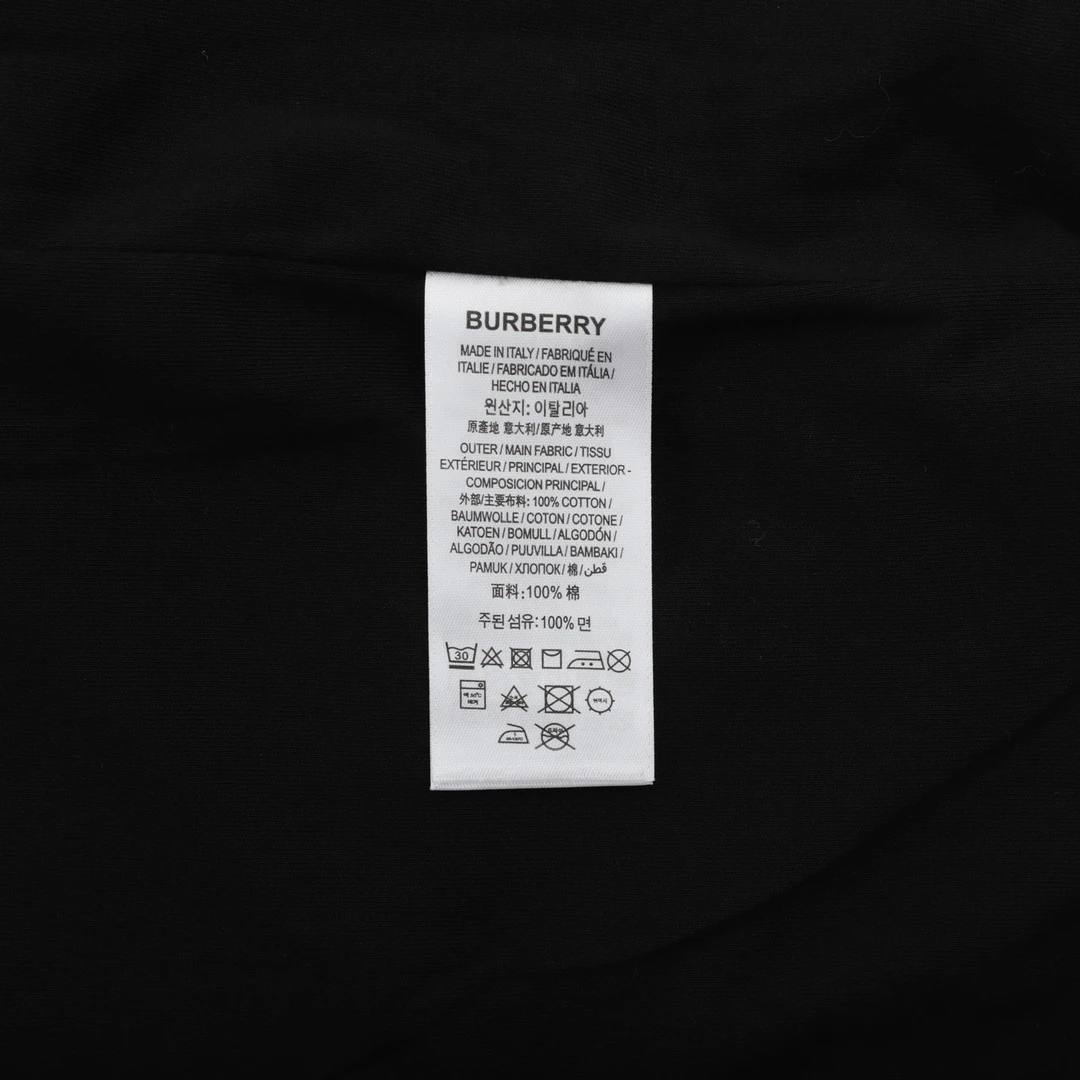 BURBERRY
MADE IN ITALY / FABRIQUÉ EN
ITALIE / FABRICADO EM ITÁLIA /
HECHO EN ITALIA
원산지: 이탈리아
原產地 意大利/原产地 意大利
OUTER / MAIN FABRIC / TISSU
EXTÉRIEUR / PRINCIPAL / EXTERIOR -
COMPOSICION PRINCIPAL /
外部/主要布料: 100% COTTON /
BAUMWOLLE / COTON / COTONE /
KATOEN / BOMULL / ALGODÓN /
ALGODÃO / PUUVILLA / BAMBAKI /
PAMUK / ХЛОПОК / 棉 / قطن
面料:100% 棉
주된 섬유:100% 면
30